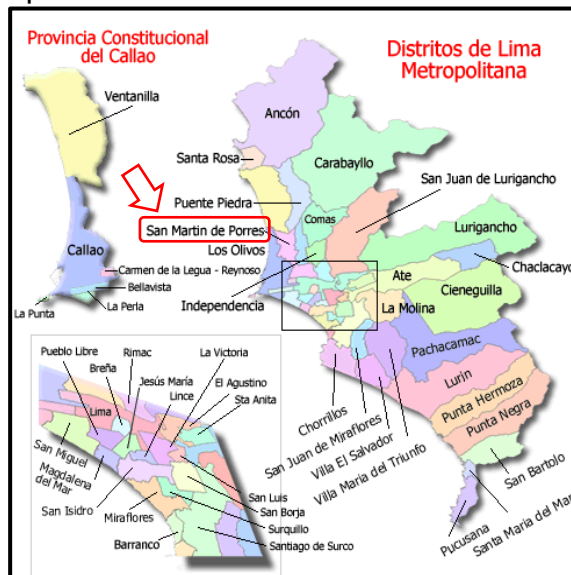 Provincia Constitucional
del Callao
Distritos de Lima
Metropolitana
Ventanilla
Callao
Carmen de la Legua - Reynoso
Bellavista
La Perla
La Punta
Ancón
Santa Rosa
Carabayllo
Puente Piedra
San Juan de Lurigancho
Comas
San Martin de Porres
Los Olivos
Lurigancho
Chaclacayo
Independencia
Ate
Cieneguilla
La Molina
Pachacamac
Lurin
Punta Hermoza
Punta Negra
Chorrillos
San Juan de Miraflores
Villa El Salvador
Villa Maria del Triunfo
San Bartolo
Santa Maria del Mar
Pucusana
Pueblo Libre
Rimac
La Victoria
Breña
Jesús María
Lince
El Agustino
Sta Anita
Lima
San Miguel
Magdalena
del Mar
San Isidro
Miraflores
Barranco
San Luis
San Borja
Surquillo
Santiago de Surco